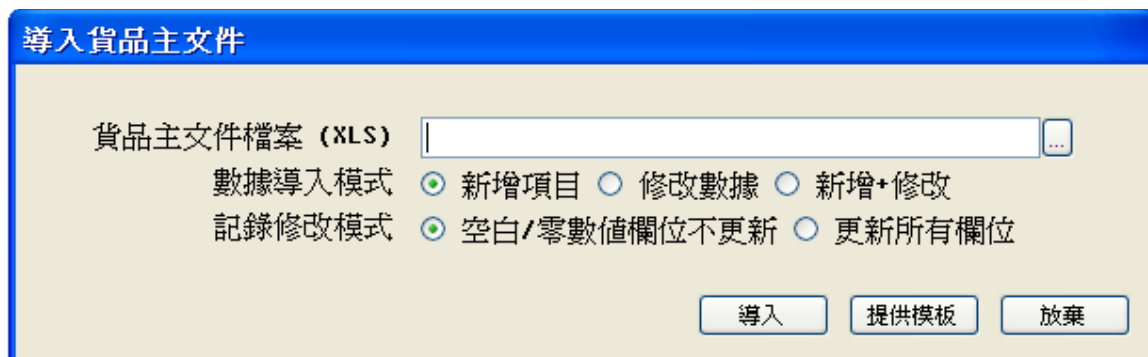 導入貨品主文件
貨品主文件檔案 (XLS) ...
數據導入模式 新增項目 修改數據 新增+修改
記錄修改模式 空白/零數值欄位不更新 更新所有欄位
導入 提供模板 放棄